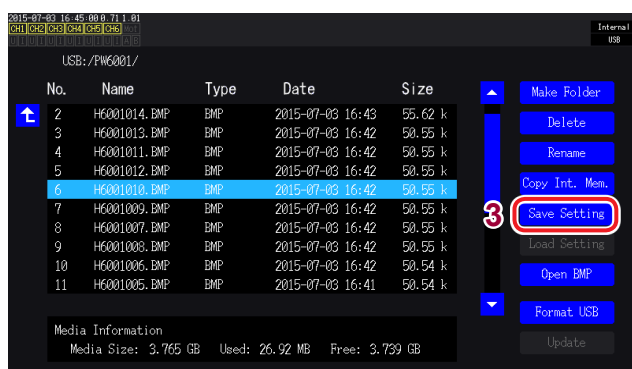 2015-07-03 16:45:00 0.71 1.01
CH1 CH2 CH3 CH4 CH5 CH6 Mot
U I U I U I U I U I U I A B
Internal
USB
USB:/PW6001/
No. Name Type Date Size
2 H6001014.BMP BMP 2015-07-03 16:43 55.62 k
3 H6001013.BMP BMP 2015-07-03 16:42 50.55 k
4 H6001011.BMP BMP 2015-07-03 16:42 50.55 k
5 H6001012.BMP BMP 2015-07-03 16:42 50.55 k
6 H6001010.BMP BMP 2015-07-03 16:42 50.55 k
7 H6001009.BMP BMP 2015-07-03 16:42 50.55 k
8 H6001007.BMP BMP 2015-07-03 16:42 50.55 k
9 H6001008.BMP BMP 2015-07-03 16:42 50.55 k
10 H6001006.BMP BMP 2015-07-03 16:42 50.54 k
11 H6001005.BMP BMP 2015-07-03 16:41 50.54 k
Make Folder
Delete
Rename
Copy Int. Mem.
3 Save Setting
Load Setting
Open BMP
Format USB
Update
Media Information
Media Size: 3.765 GB Used: 26.92 MB Free: 3.739 GB